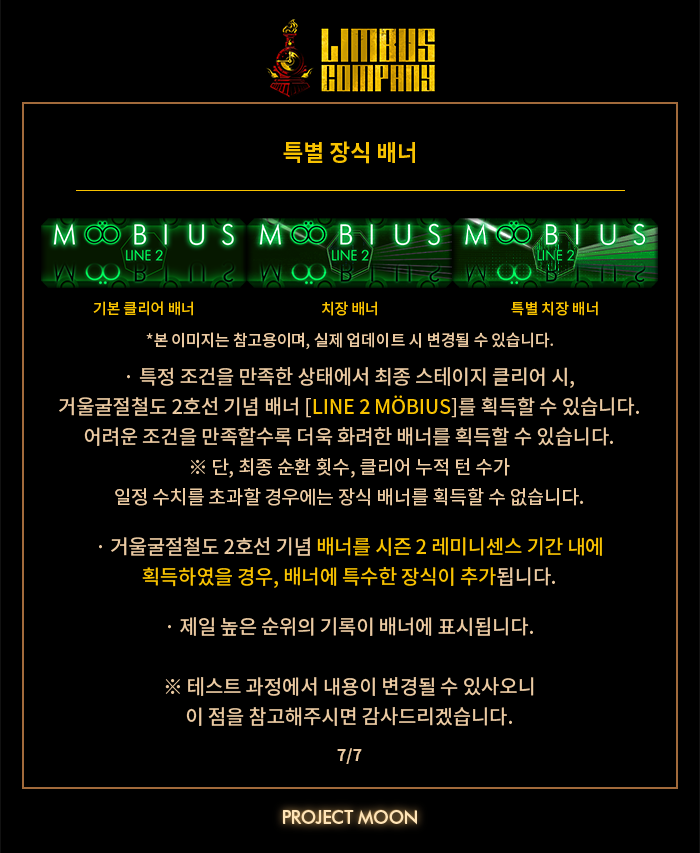 LIMBUS
COMPANY
특별 장식 배너
MÖBIUS MÖBIUS MÖBIUS
LINE 2 LINE 2 LINE 2
기본 클리어 배너 치장 배너 특별 치장 배너
*본 이미지는 참고용이며, 실제 업데이트 시 변경될 수 있습니다.
· 특정 조건을 만족한 상태에서 최종 스테이지 클리어 시,
거울굴절철도 2호선 기념 배너 [LINE 2 MÖBIUS]를 획득할 수 있습니다.
어려운 조건을 만족할수록 더욱 화려한 배너를 획득할 수 있습니다.
※ 단, 최종 순환 횟수, 클리어 누적 턴 수가
일정 수치를 초과할 경우에는 장식 배너를 획득할 수 없습니다.
· 거울굴절철도 2호선 기념 배너를 시즌 2 레미니센스 기간 내에
획득하였을 경우, 배너에 특수한 장식이 추가됩니다.
· 제일 높은 순위의 기록이 배너에 표시됩니다.
※ 테스트 과정에서 내용이 변경될 수 있사오니
이 점을 참고해주시면 감사드리겠습니다.
7/7
PROJECT MOON